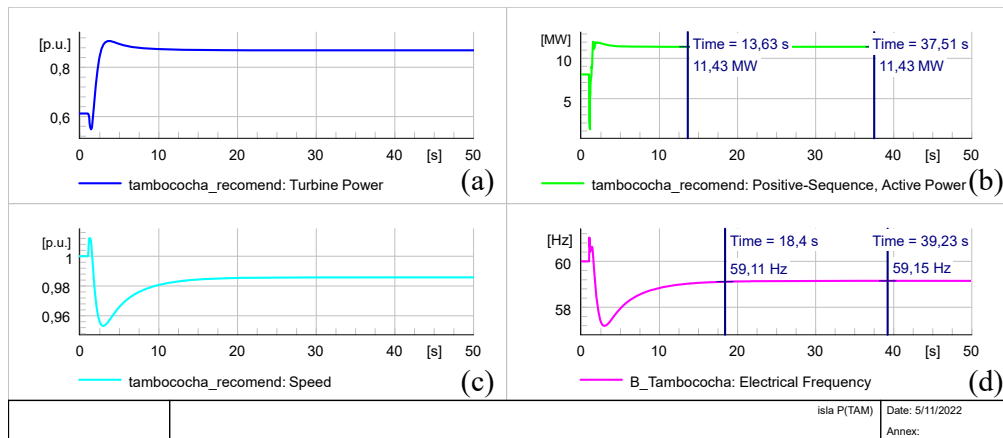 [p.u.]
0,8
0,6
0
10
20
30
40
[s]
50
tambococha_recomend: Turbine Power
(a)
[MW]
10
5
Time = 13,63 s
11,43 MW
Time = 37,51 s
11,43 MW
0
10
20
30
40
[s]
50
tambococha_recomend: Positive-Sequence, Active Power
(b)
[p.u.]
1
0,98
0,96
0
10
20
30
40
[s]
50
tambococha_recomend: Speed
(c)
[Hz]
60
58
Time = 18,4 s
59,11 Hz
Time = 39,23 s
59,15 Hz
0
10
20
30
40
[s]
50
B_Tambococha: Electrical Frequency
(d)
isla P(TAM)
Date: 5/11/2022
Annex: